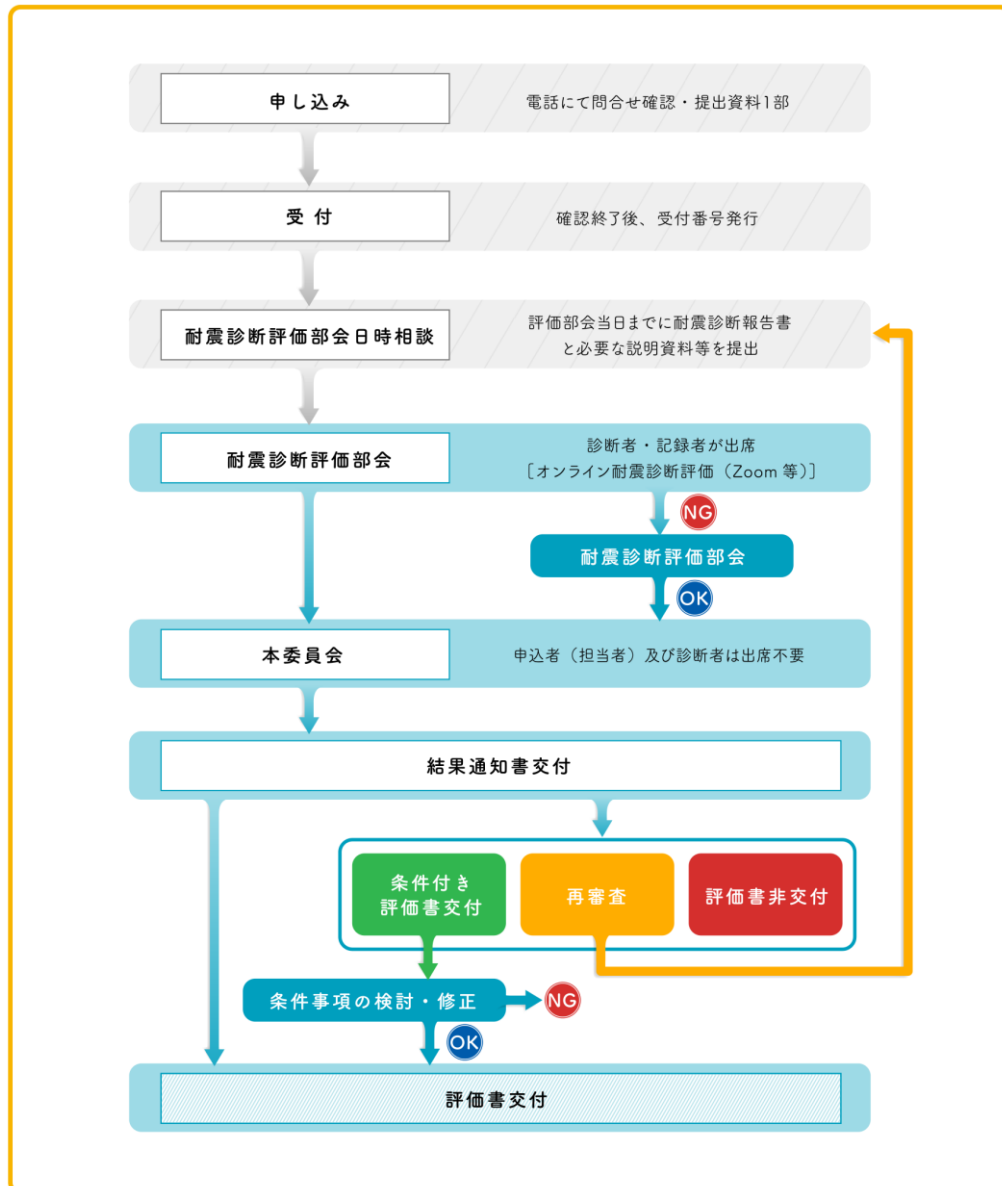 申し込み
電話にて問合せ確認・提出資料1部
受付
確認終了後、受付番号発行
耐震診断評価部会日時相談
評価部会当日までに耐震診断報告書
と必要な説明資料等を提出
耐震診断評価部会
診断者・記録者が出席
［オンライン耐震診断評価（Zoom 等）］
NG
耐震診断評価部会
OK
本委員会
申込者（担当者）及び診断者は出席不要
結果通知書交付
条件付き
評価書交付
再審査
評価書非交付
条件事項の検討・修正
NG
OK
評価書交付